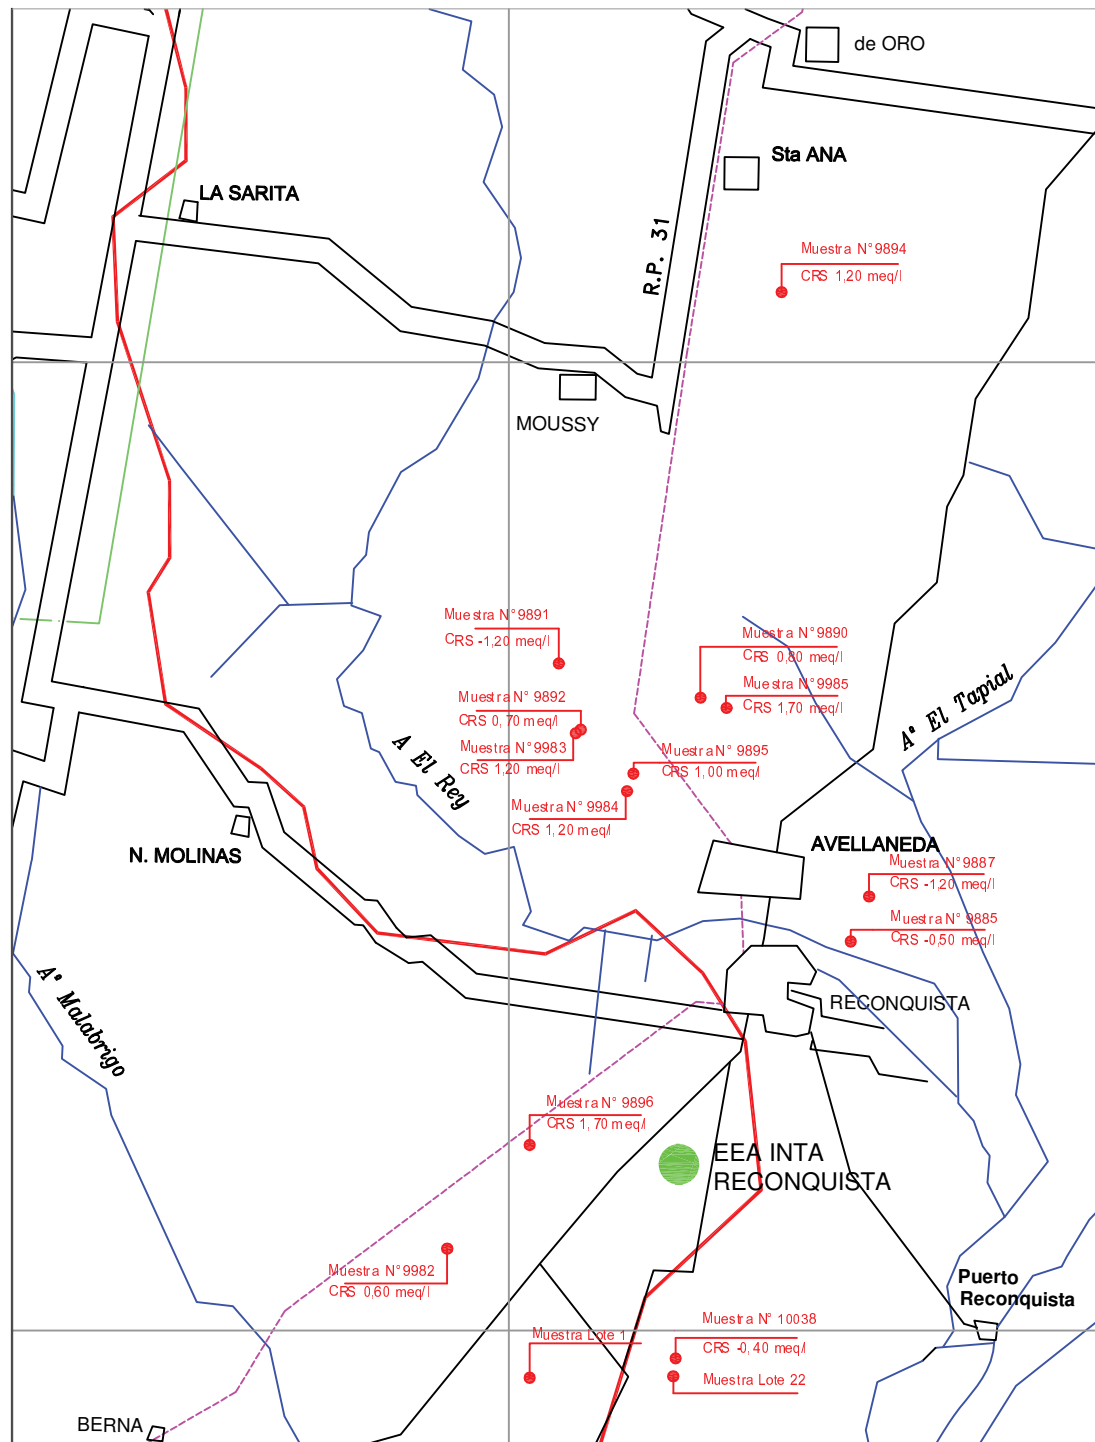 de ORO
Sta ANA
LA SARITA
R.P. 31
Muestra N°9894
CRS 1,20 meq/l
MOUSSY
Muestra N°9891
CRS -1,20 meq/l
Muestra N°9890
CRS 0,80 meq/l
Muestra N°9985
CRS 1,70 meq/l
A° El Tapial
Muestra N° 9892
CRS 0,70 meq/l
Muestra N°9983
CRS 1,20 meq/l
A El Rey
Muestra N°9895
CRS 1,00 meq/l
Muestra N° 9984
CRS 1,20 meq/l
N. MOLINAS
AVELLANEDA
Muestra N°9887
CRS -1,20 meq/l
Muestra N° 9885
CRS -0,50 meq/l
A° Malabrigo
RECONQUISTA
Muestra N° 9896
CRS 1,70 meq/l
EEA INTA
RECONQUISTA
Muestra N°9982
CRS 0,60 meq/l
Puerto
Reconquista
Muestra Lote 1
Muestra N° 10038
CRS -0,40 meq/l
Muestra Lote 22
BERNA